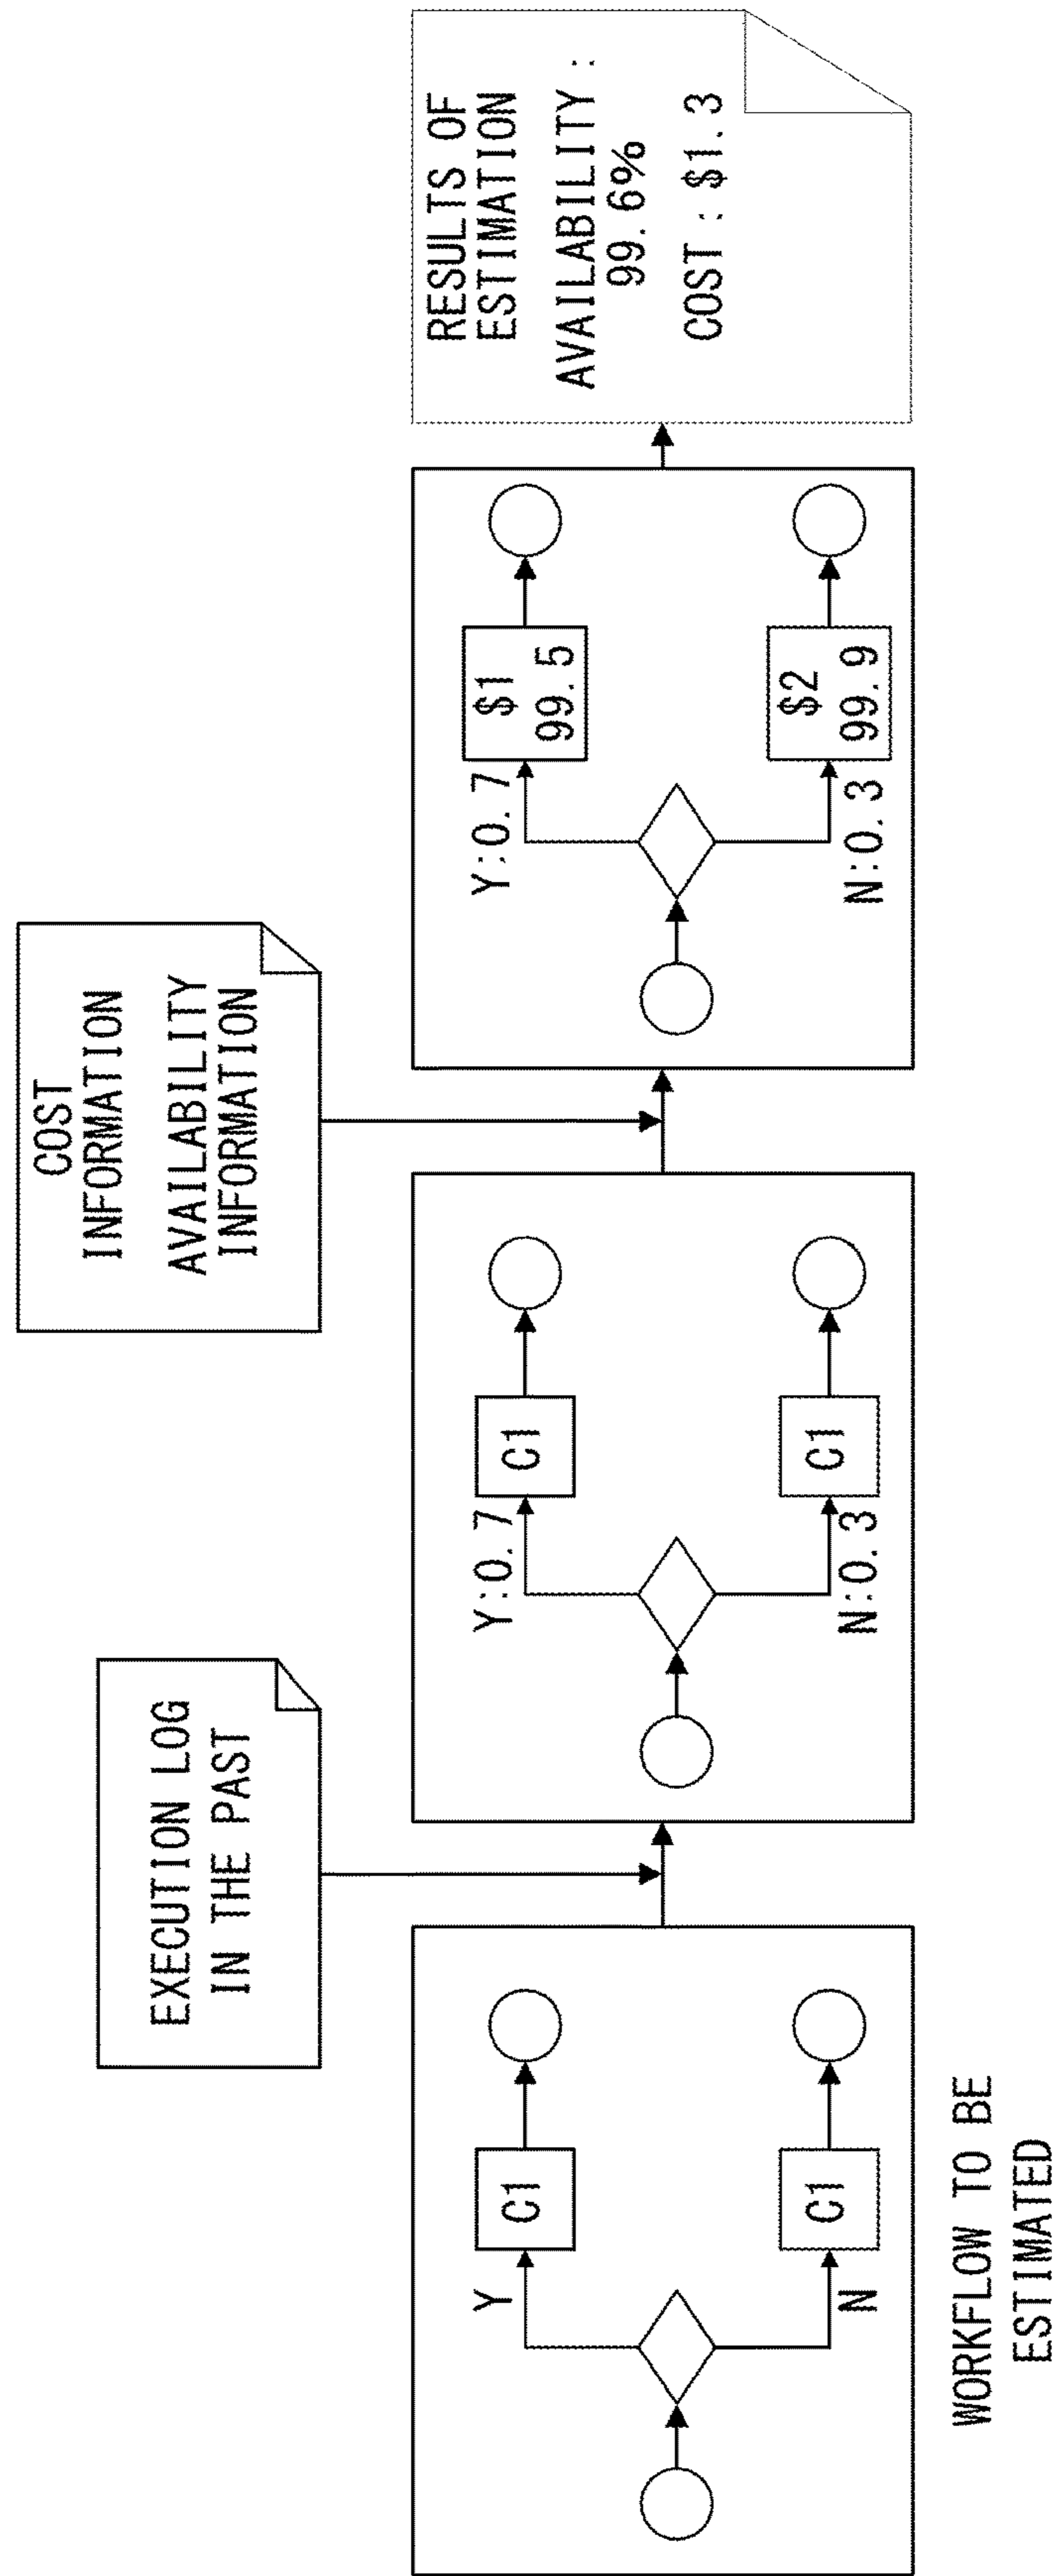 EXECUTION LOG
IN THE PAST
COST
INFORMATION
AVAILABILITY
INFORMATION
Y
C1
N
C1
WORKFLOW TO BE
ESTIMATED
Y:0. 7
C1
N:0. 3
C1
Y:0. 7
$1
99. 5
N:0. 3
$2
99. 9
RESULTS OF
ESTIMATION
AVAILABILITY :
99. 6%
COST : $1. 3